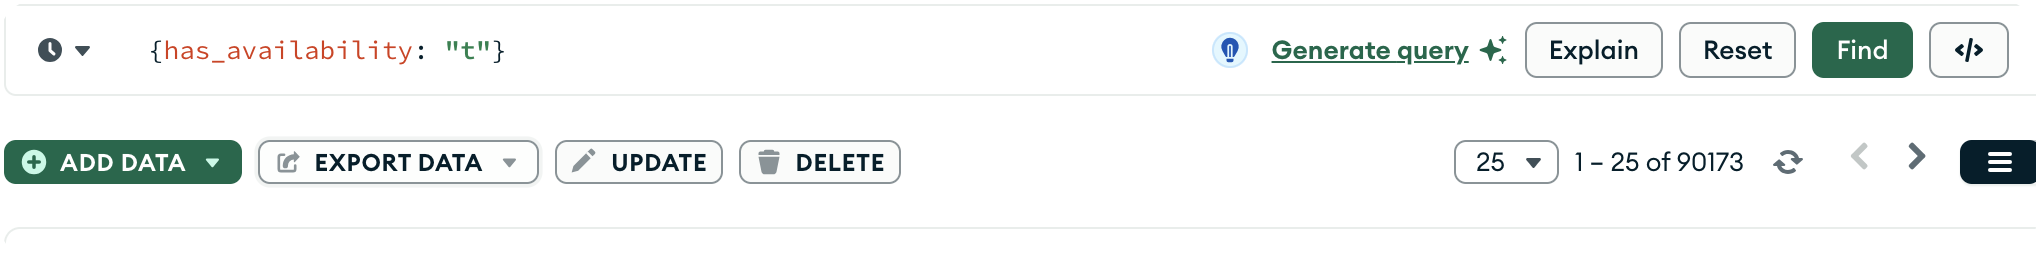 {has_availability: "t"} Generate query Explain Reset Find </>
ADD DATA EXPORT DATA UPDATE DELETE 25 1 – 25 of 90173